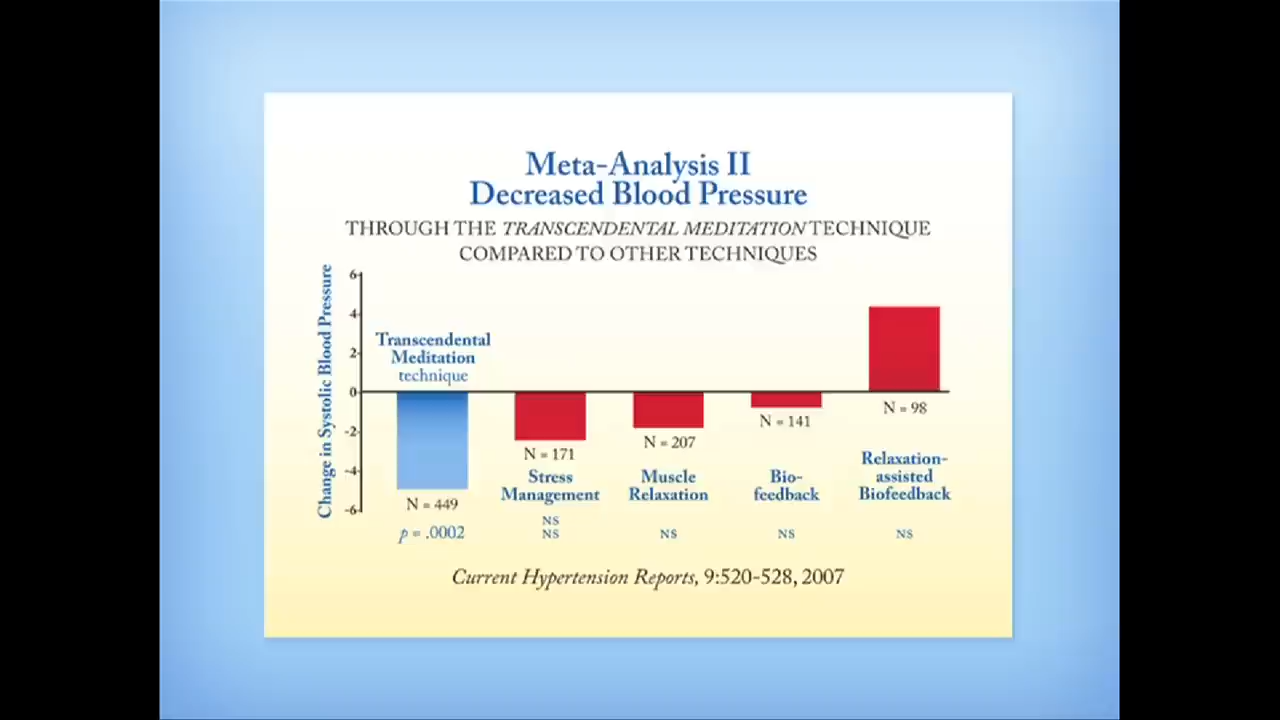 Meta-Analysis II
Decreased Blood Pressure
THROUGH THE TRANSCENDENTAL MEDITATION TECHNIQUE
COMPARED TO OTHER TECHNIQUES
Change in Systolic Blood Pressure
6
4
2
0
-2
-4
-6
Transcendental
Meditation
technique
N = 449
p = .0002
N = 171
Stress
Management
NS
NS
N = 207
Muscle
Relaxation
NS
N = 141
Bio-
feedback
NS
N = 98
Relaxation-
assisted
Biofeedback
NS
Current Hypertension Reports, 9:520-528, 2007